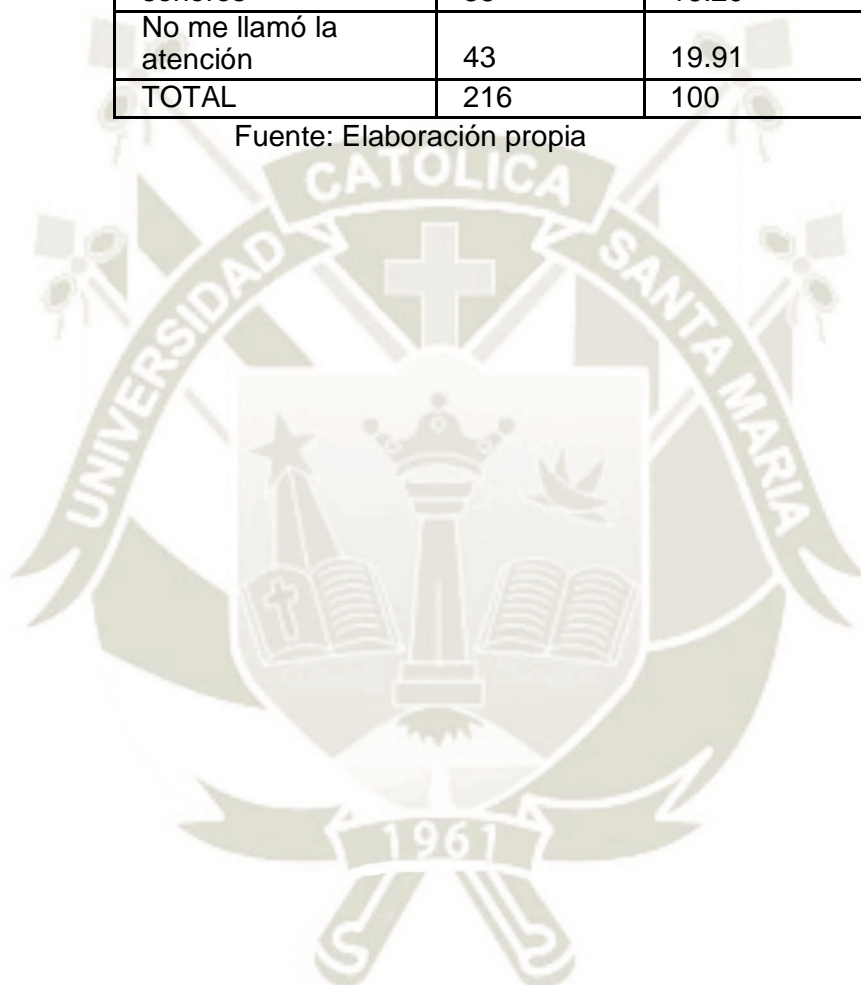 No me llamó la
atención 43 19.91
TOTAL 216 100
Fuente: Elaboración propia
UNIVERSIDAD CATOLICA SANTA MARIA
1961